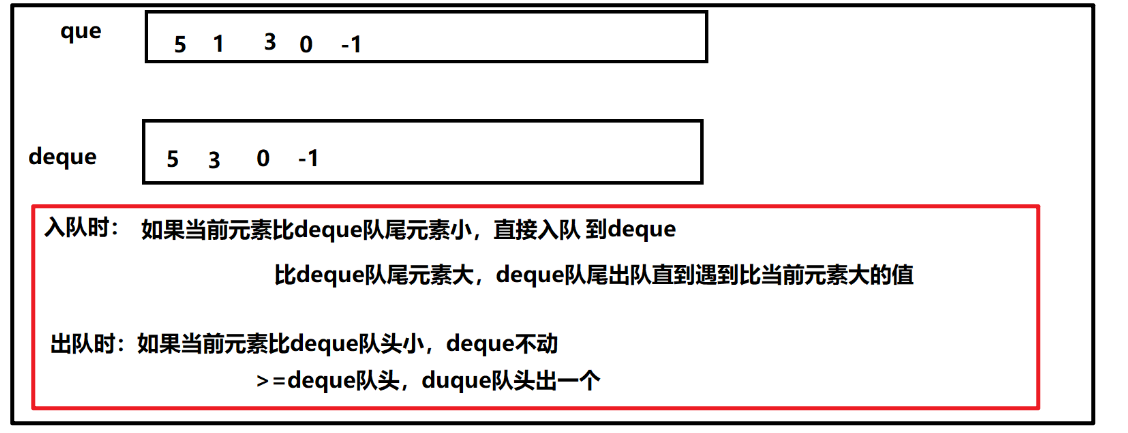 que
5 1 3 0 -1
deque
5 3 0 -1
入队时： 如果当前元素比deque队尾元素小，直接入队 到deque
比deque队尾元素大，deque队尾出队直到遇到比当前元素大的值
出队时：如果当前元素比deque队头小，deque不动
>=deque队头，duque队头出一个